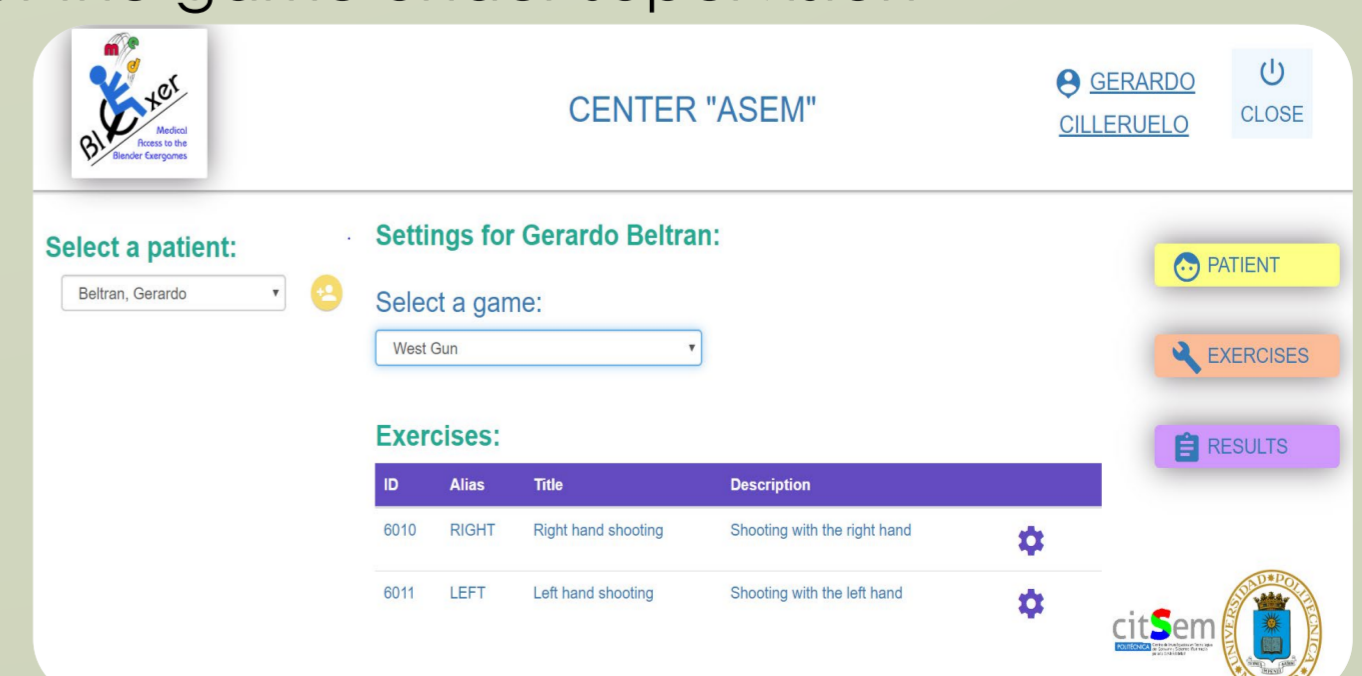 Blexer
med
Medical
Access to the
Blender Exergames
CENTER "ASEM"
GERARDO
CILLERUELO
CLOSE
Select a patient:
Beltran, Gerardo
Settings for Gerardo Beltran:
Select a game:
West Gun
PATIENT
EXERCISES
RESULTS
Exercises:
ID Alias Title Description
6010 RIGHT Right hand shooting Shooting with the right hand
6011 LEFT Left hand shooting Shooting with the left hand
citSem
POLITÉCNICA